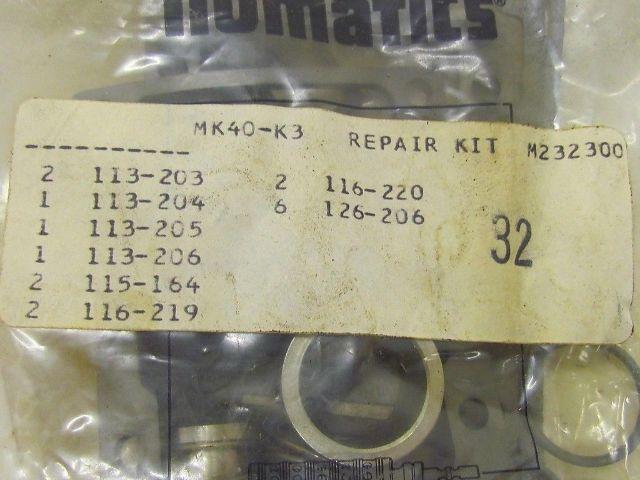 numatics®
MK40-K3 REPAIR KIT M232300
----------
2 113-203 2 116-220
1 113-204 6 126-206
1 113-205
1 113-206
2 115-164
2 116-219
32